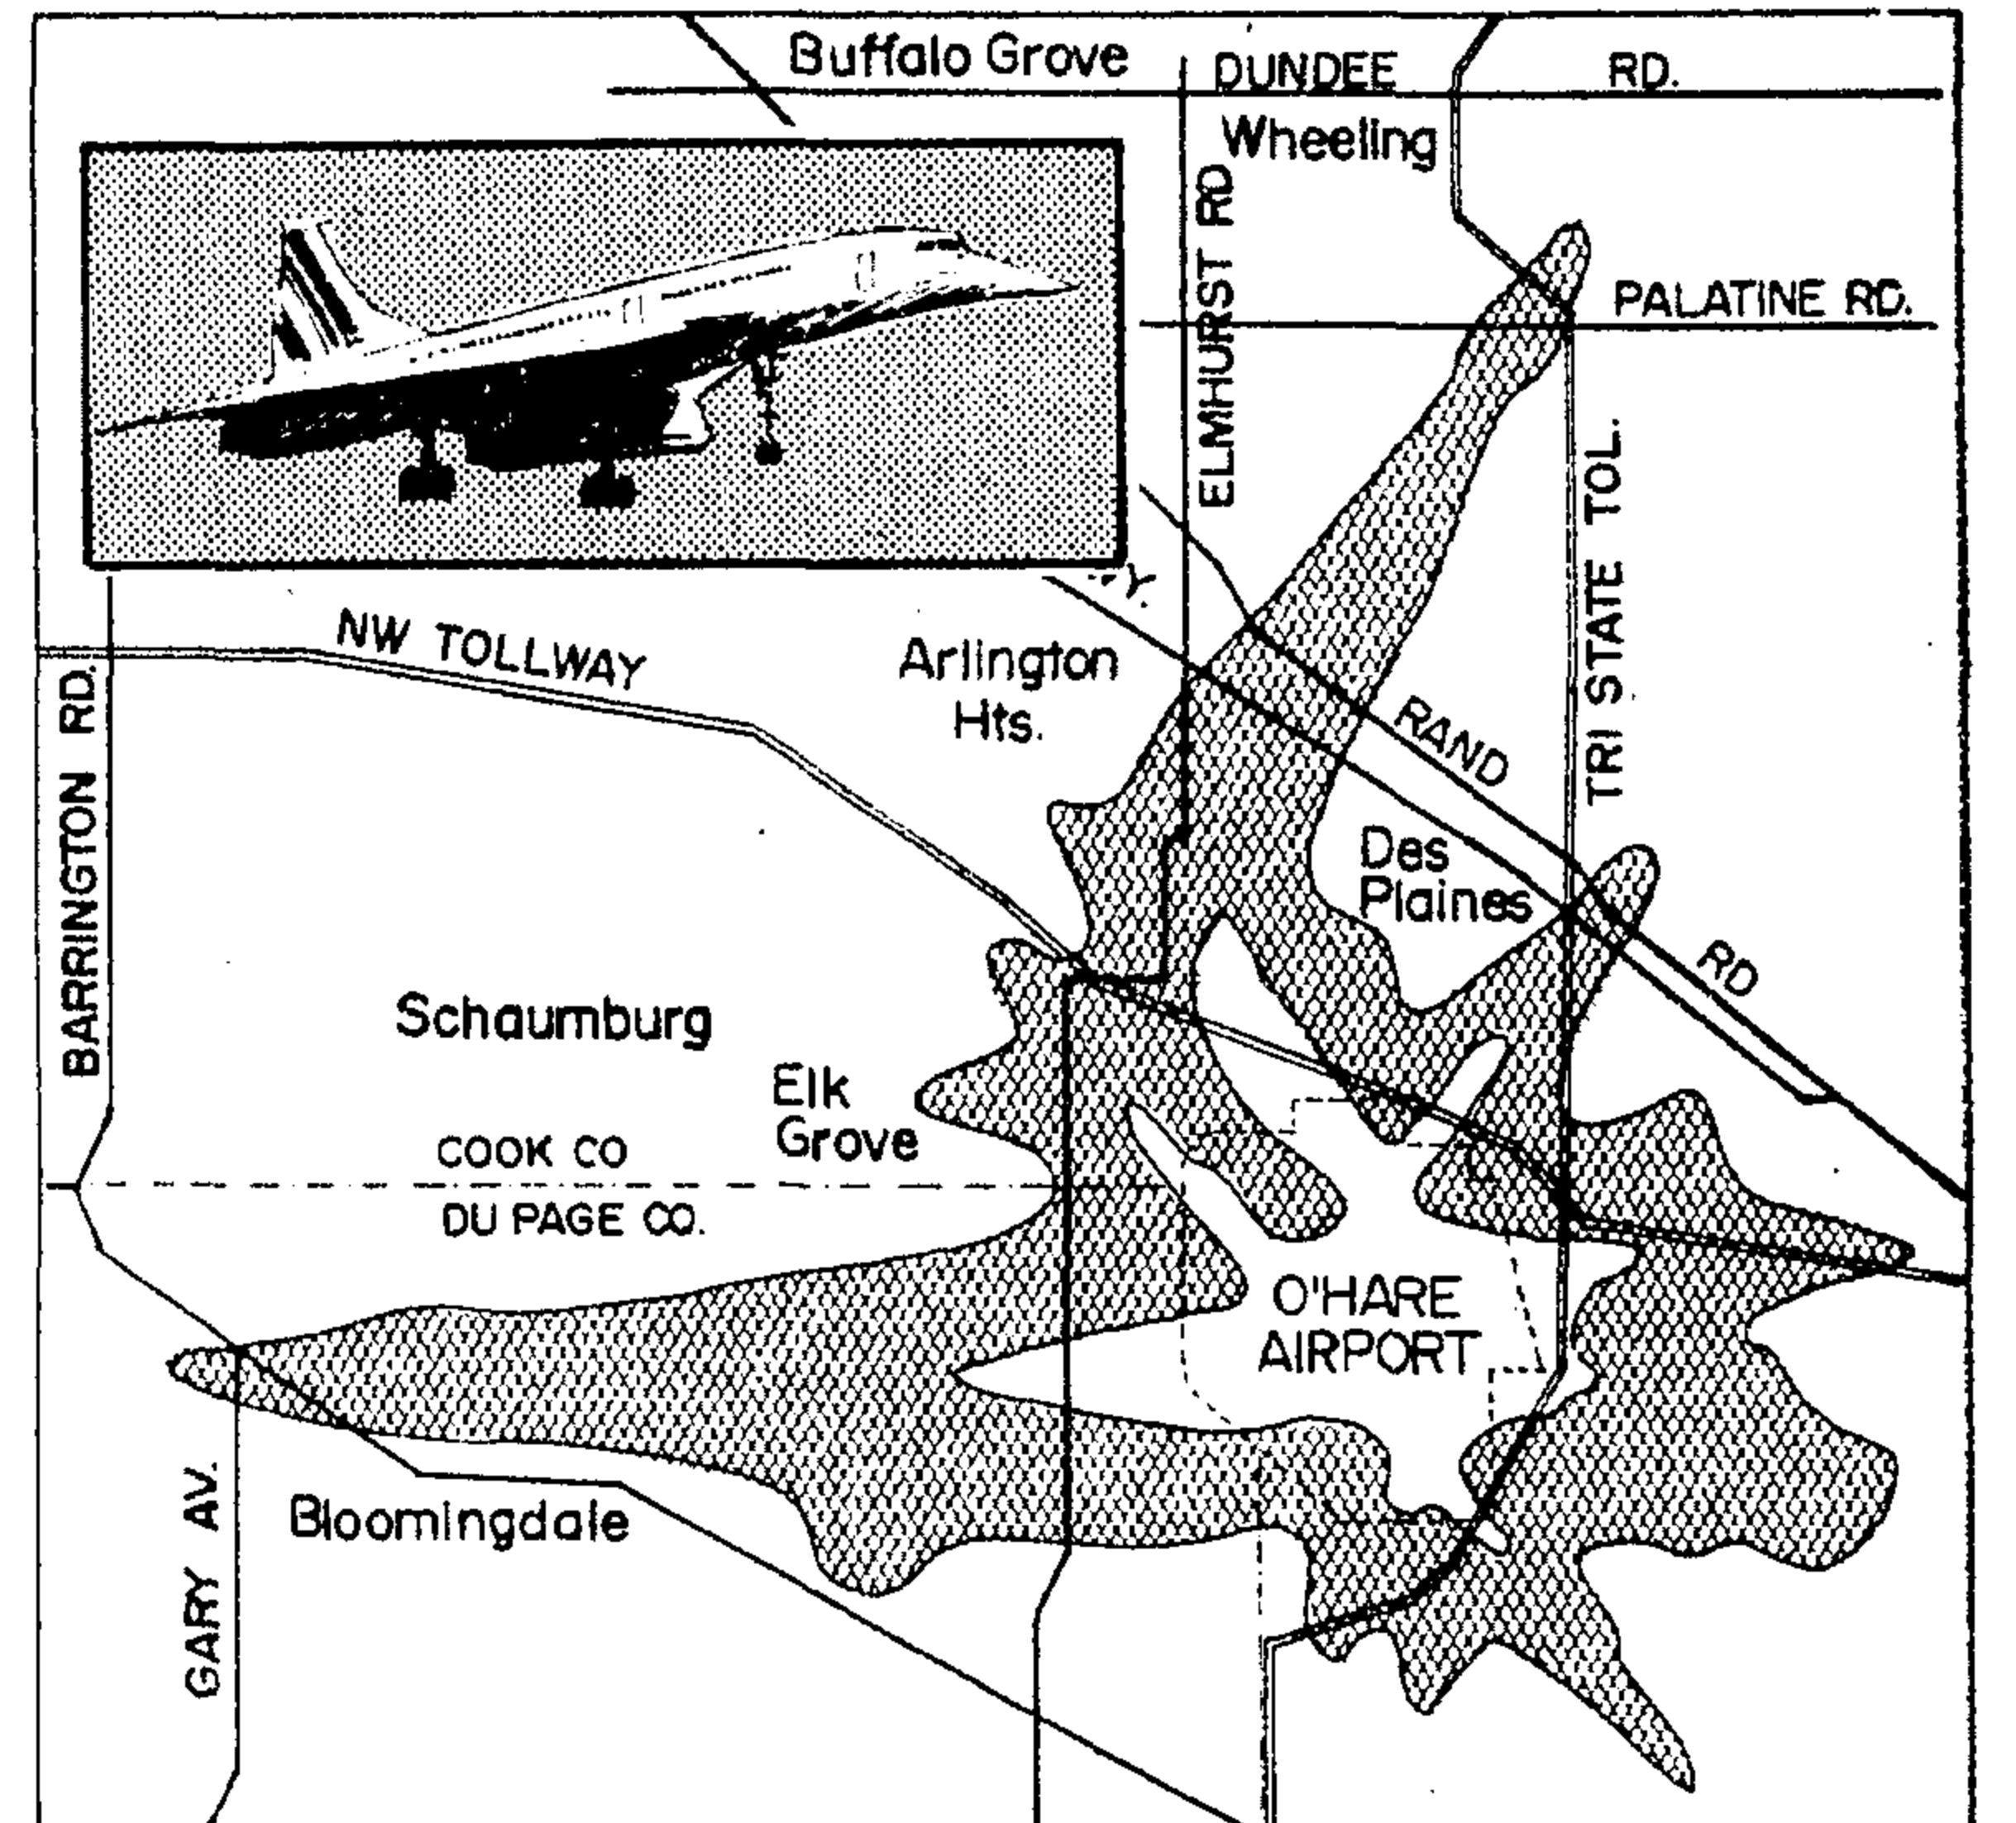 Buffalo Grove
DUNDEE RD.
Wheeling
ELMHURST RD
PALATINE RD.
TRI STATE TOL.
NW TOLLWAY
Arlington
Hts.
BARRINGTON RD.
RAND RD
Des
Plaines
Schaumburg
Elk
Grove
COOK CO
DU PAGE CO.
O'HARE
AIRPORT
GARY AV.
Bloomingdale